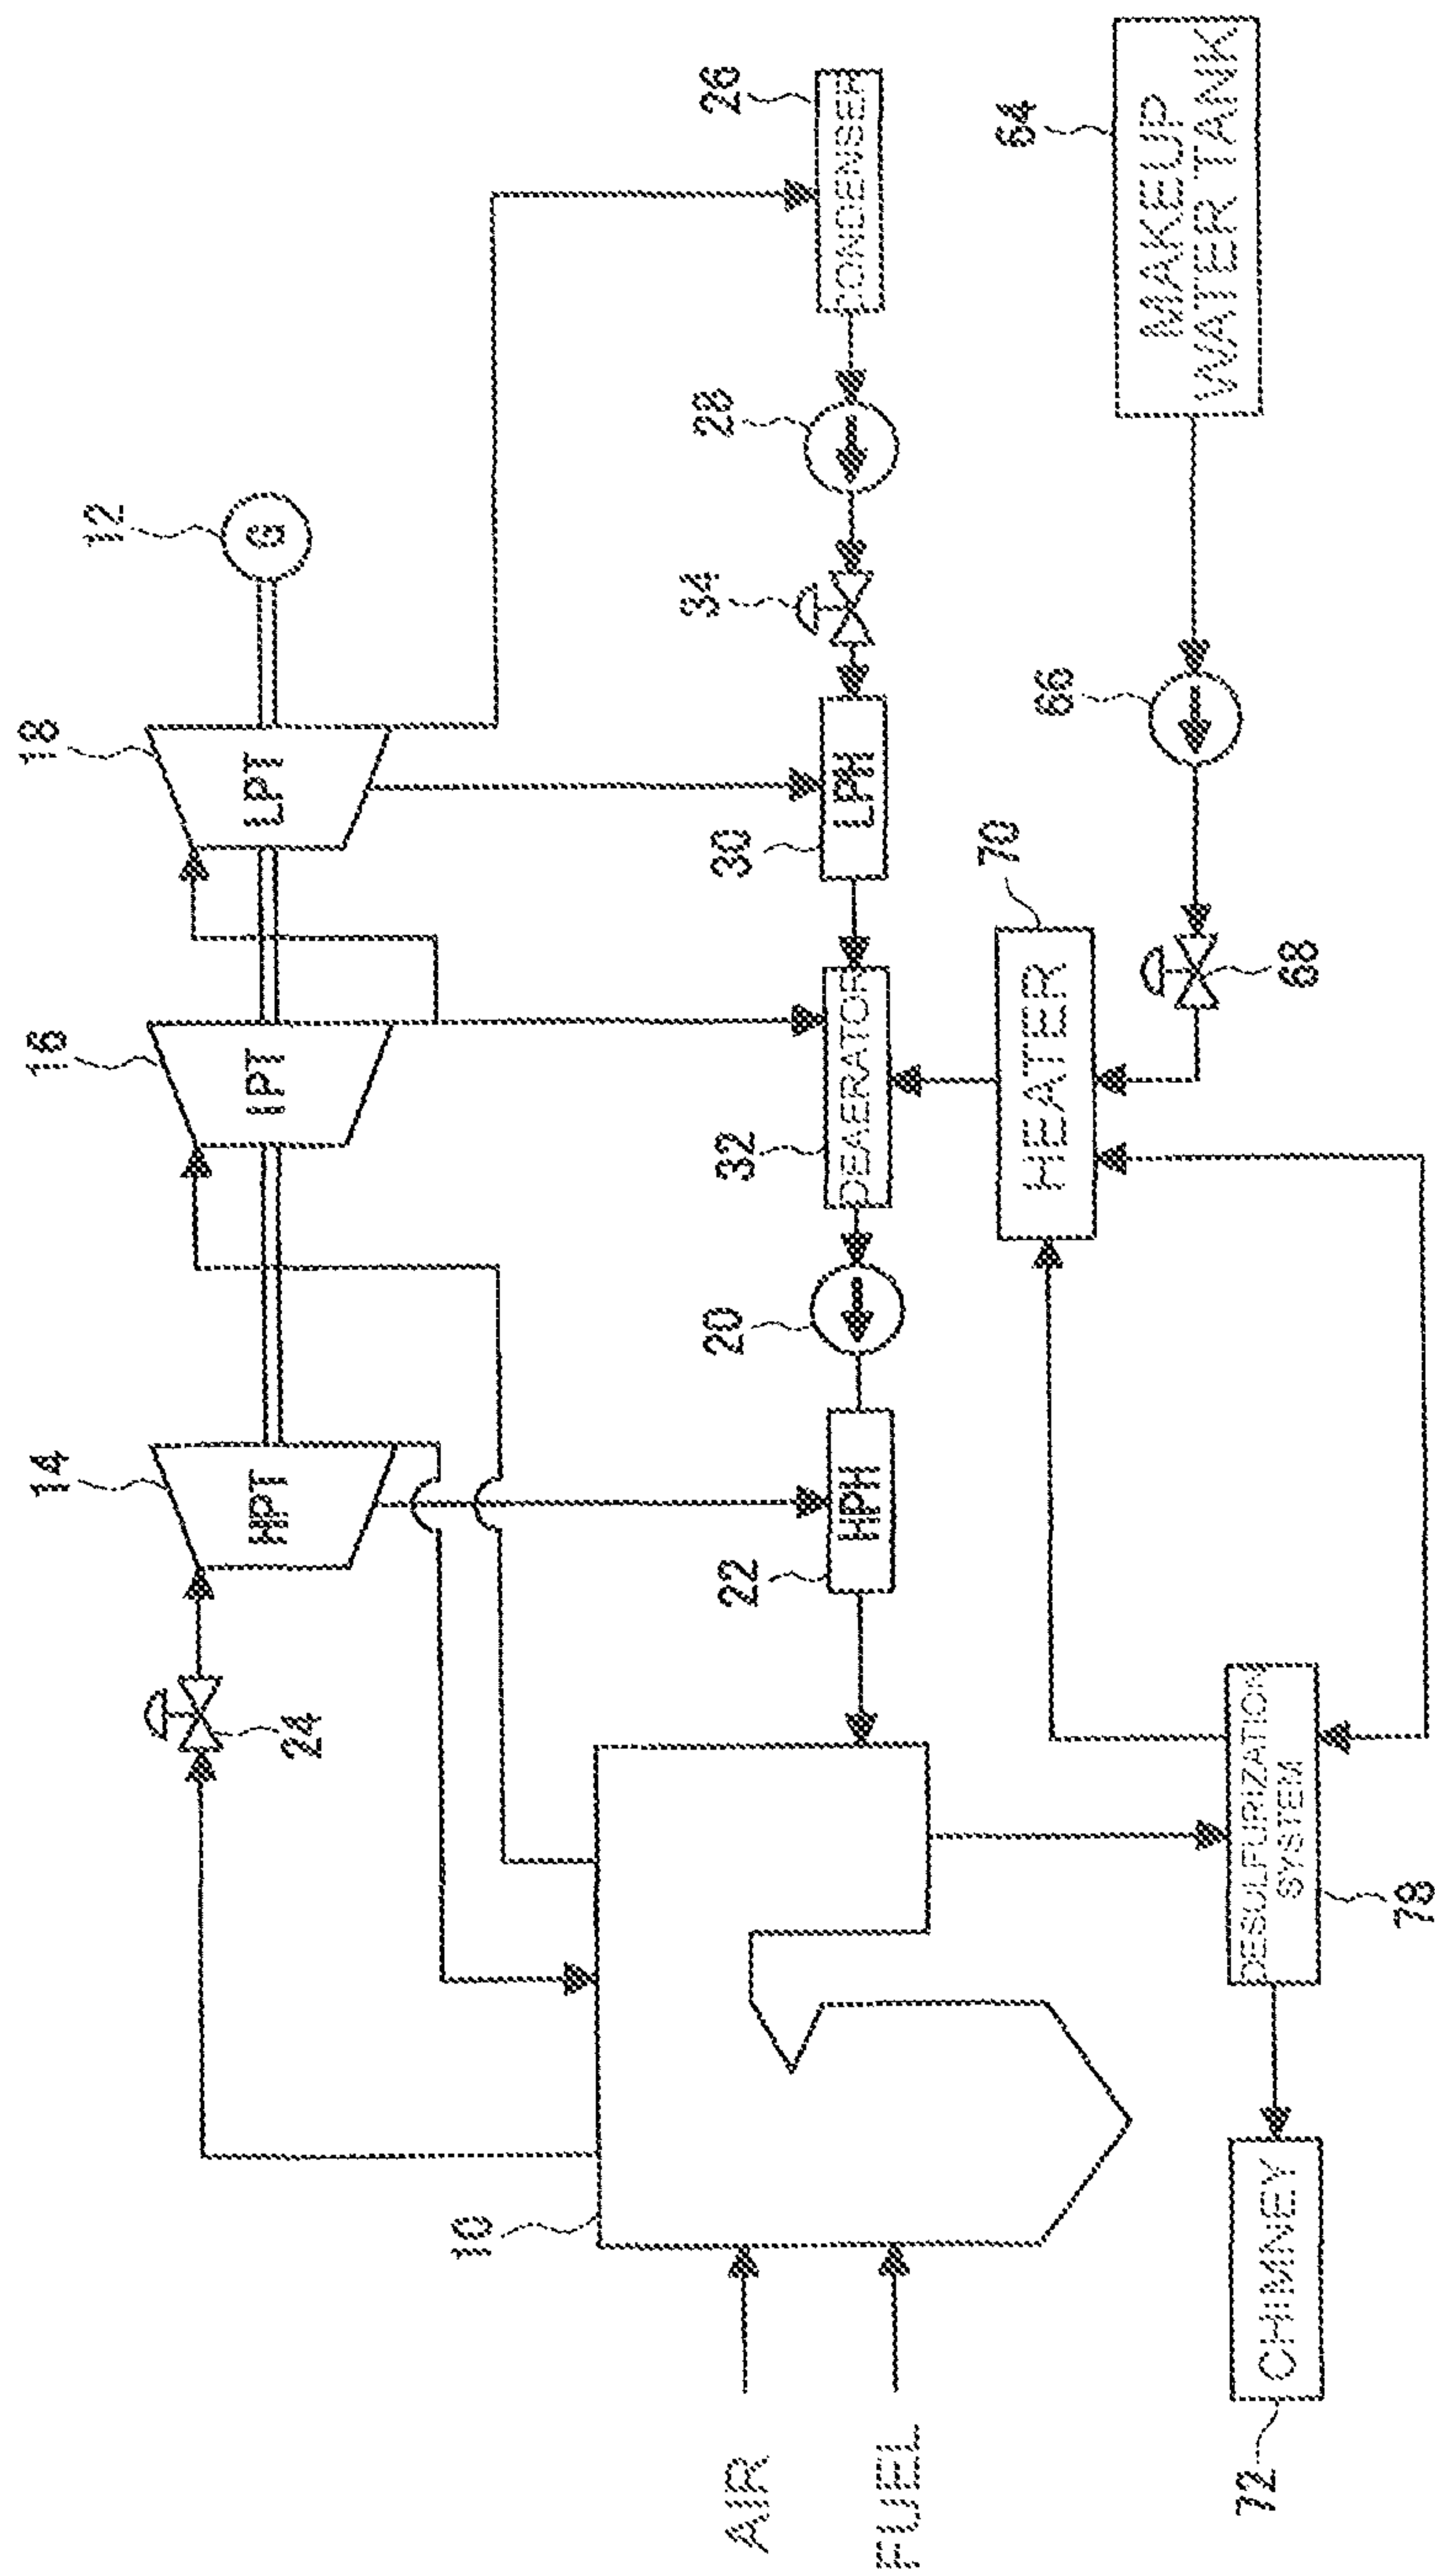 12
G
18
LPT
16
IPT
14
HPT
24
26
CONDENSER
28
34
30
LPH
32
DEAERATOR
20
22
HPH
10
AIR
FUEL
64
MAKEUP
WATER TANK
66
68
70
HEATER
78
DESULFURIZATION
SYSTEM
72
CHIMNEY